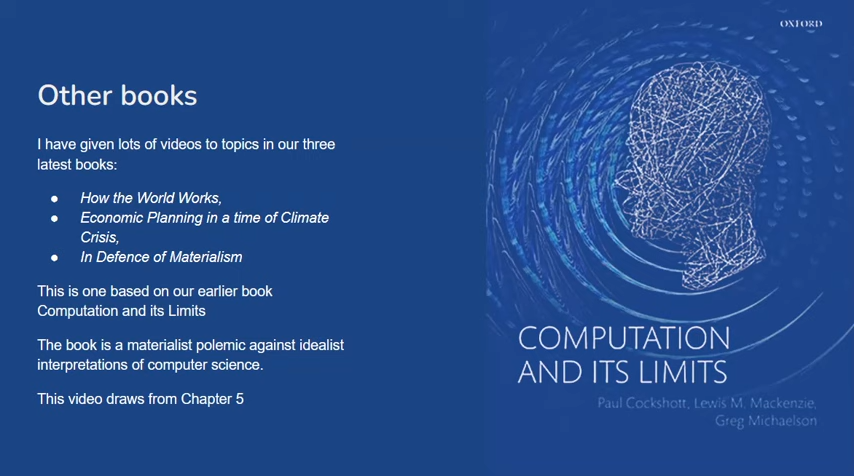 Other books
I have given lots of videos to topics in our three
latest books:
● How the World Works,
● Economic Planning in a time of Climate
Crisis,
● In Defence of Materialism
This is one based on our earlier book
Computation and its Limits
The book is a materialist polemic against idealist
interpretations of computer science.
This video draws from Chapter 5
OXFORD
COMPUTATION
AND ITS LIMITS
Paul Cockshott, Lewis M. Mackenzie,
Greg Michaelson